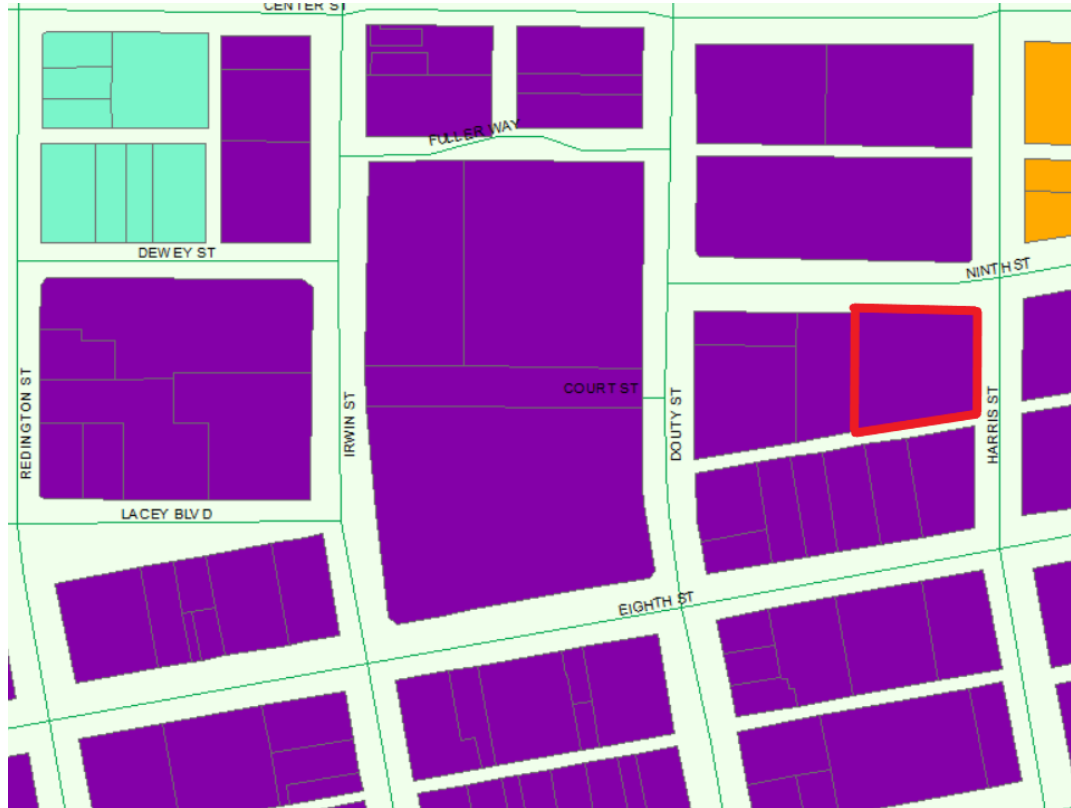 CENTER ST
FULLER WAY
DEWEY ST
NINTH ST
COURT ST
REDINGTON ST
IRWIN ST
DOUTY ST
HARRIS ST
LACEY BLVD
EIGHTH ST